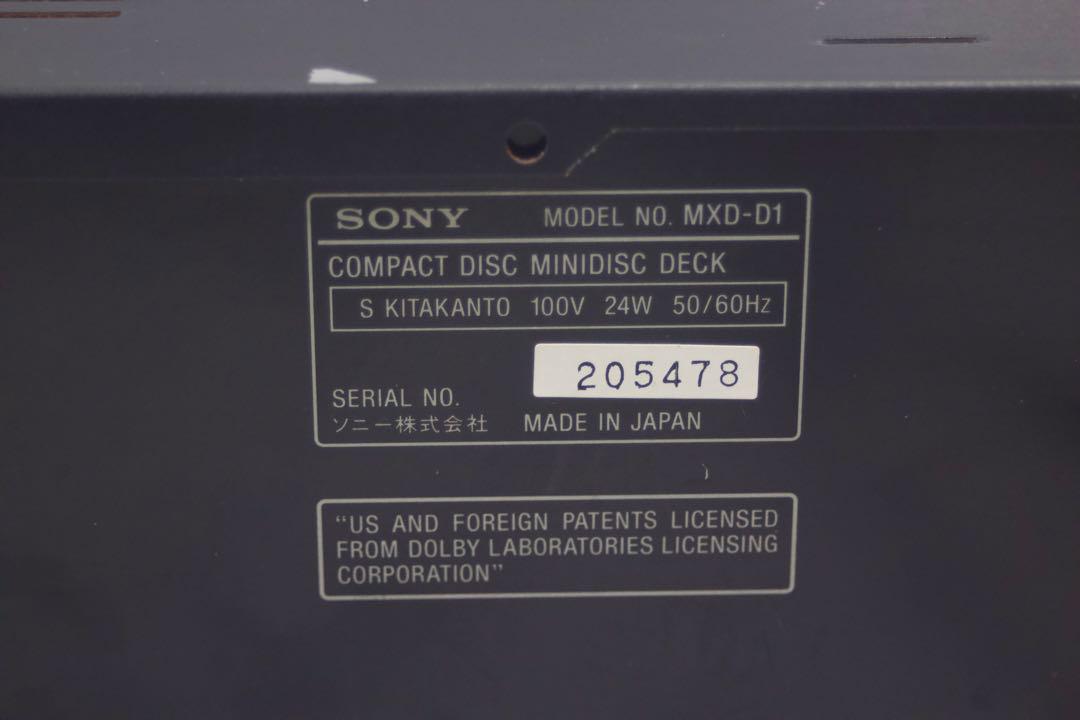 SONY MODEL NO. MXD-D1
COMPACT DISC MINIDISC DECK
S KITAKANTO 100V 24W 50/60Hz
205478
SERIAL NO.
ソニー株式会社 MADE IN JAPAN
“US AND FOREIGN PATENTS LICENSED
FROM DOLBY LABORATORIES LICENSING
CORPORATION”